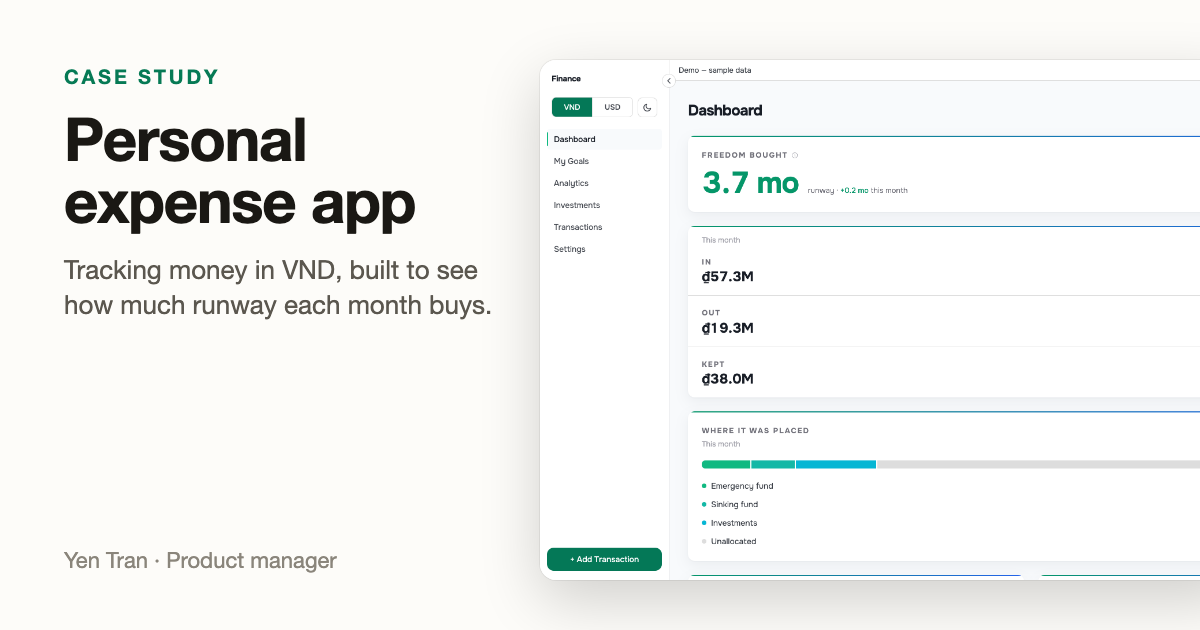 CASE STUDY
Personal
expense app
Tracking money in VND, built to see
how much runway each month buys.
Yen Tran · Product manager
Finance
VND
USD
Dashboard
My Goals
Analytics
Investments
Transactions
Settings
+ Add Transaction
Demo — sample data
Dashboard
FREEDOM BOUGHT
3.7 mo runway · +0.2 mo this month
This month
IN
₫57.3M
OUT
₫19.3M
KEPT
₫38.0M
WHERE IT WAS PLACED
This month
Emergency fund
Sinking fund
Investments
Unallocated